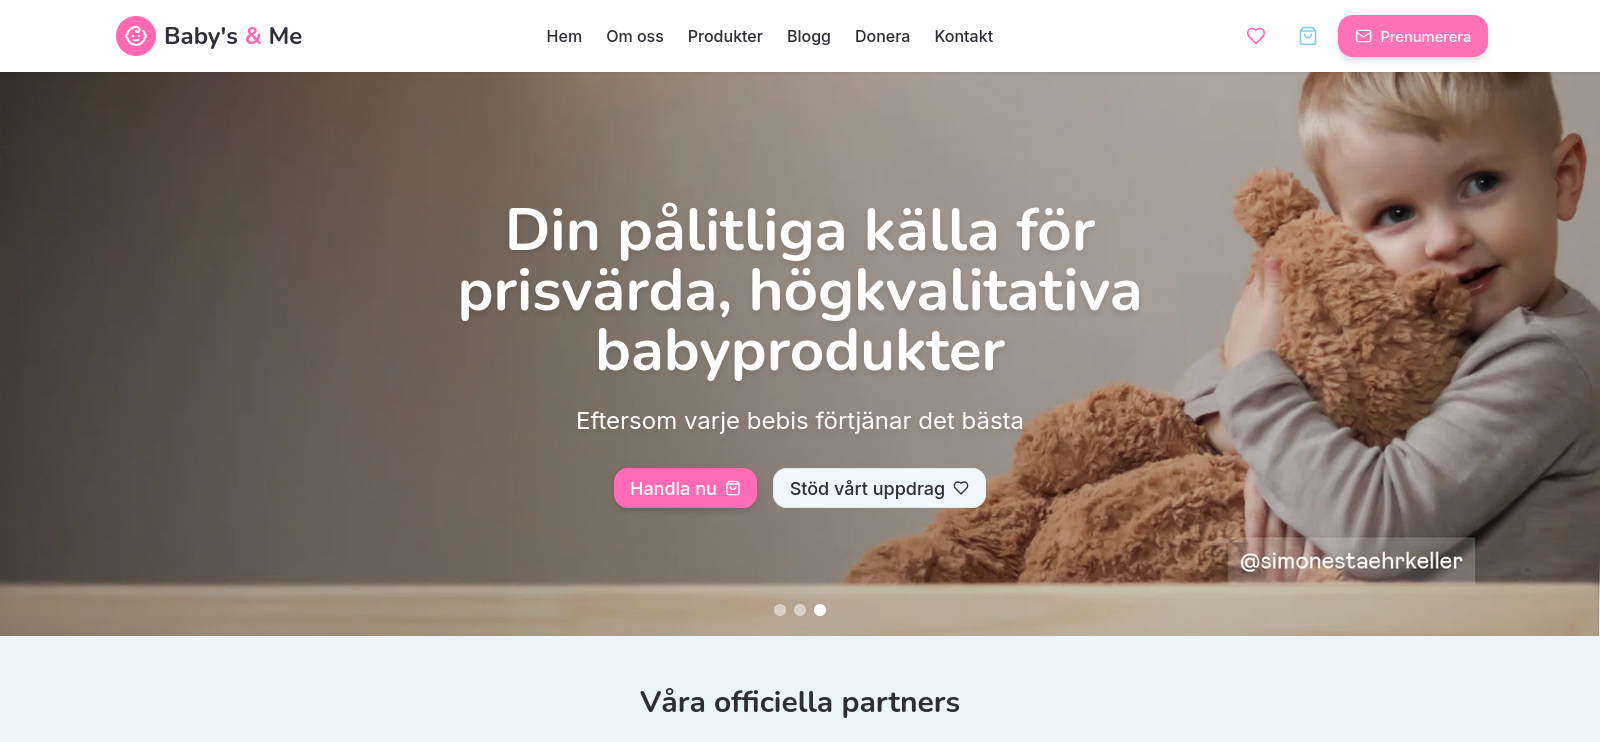 Baby's & Me
Hem
Om oss
Produkter
Blogg
Donera
Kontakt
Prenumerera
Din pålitliga källa för
prisvärda, högkvalitativa
babyprodukter
Eftersom varje bebis förtjänar det bästa
Handla nu
Stöd vårt uppdrag
@simonestaehrkeller
Våra officiella partners